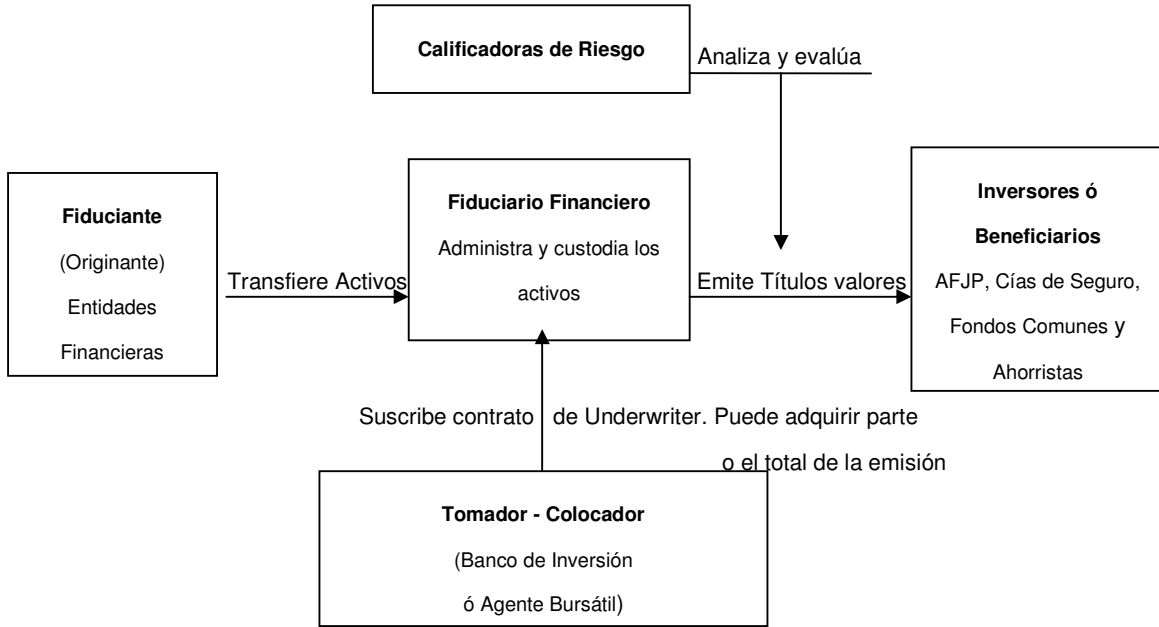 Calificadoras de Riesgo
Analiza y evalúa
Fiduciante
(Originante)
Entidades
Financieras
Transfiere Activos
Fiduciario Financiero
Administra y custodia los
activos
Emite Títulos valores
Inversores ó
Beneficiarios
AFJP, Cías de Seguro,
Fondos Comunes y
Ahorristas
Suscribe contrato de Underwriter. Puede adquirir parte
o el total de la emisión
Tomador - Colocador
(Banco de Inversión
ó Agente Bursátil)